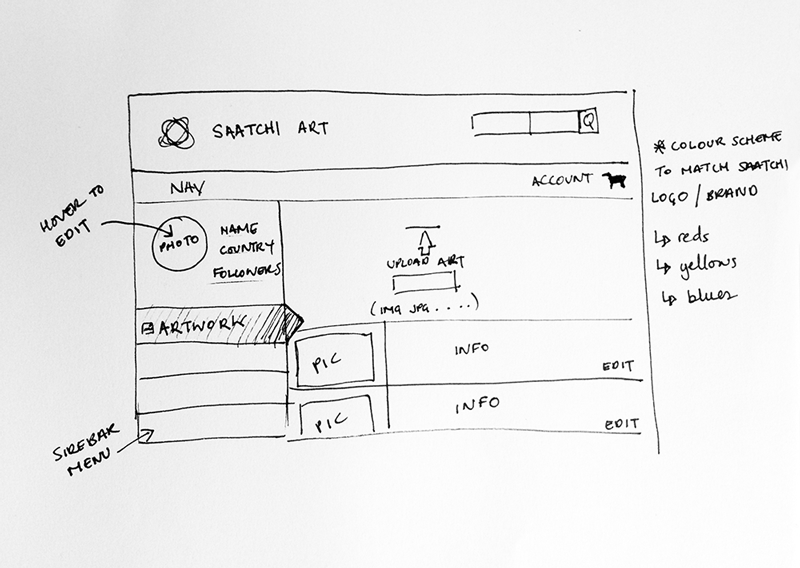 SAATCHI ART
Q
NAV
ACCOUNT
HOVER TO
EDIT
PHOTO
NAME
COUNTRY
FOLLOWERS
UPLOAD ART
(IMG JPG . . . .)
ARTWORK
PIC
INFO
EDIT
PIC
INFO
EDIT
SIREBAR
MENU
* COLOUR SCHEME
TO MATCH SAATCHI
LOGO / BRAND
↳ reds
↳ yellows
↳ blues